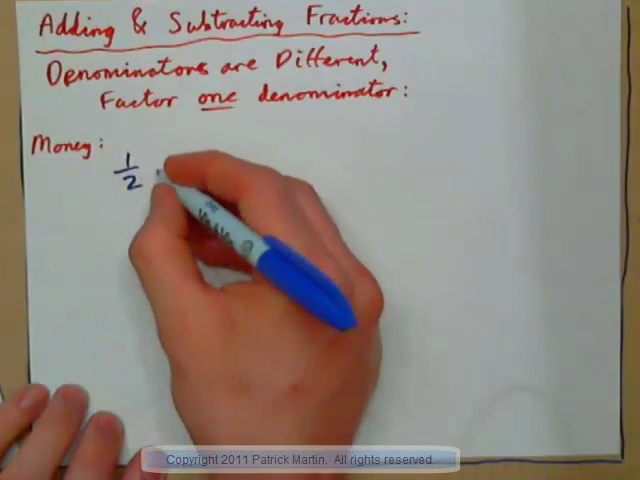 Adding & Subtracting Fractions:
Denominators are Different,
Factor one denominator:
Money:
1/2
Copyright 2011 Patrick Martin. All rights reserved.